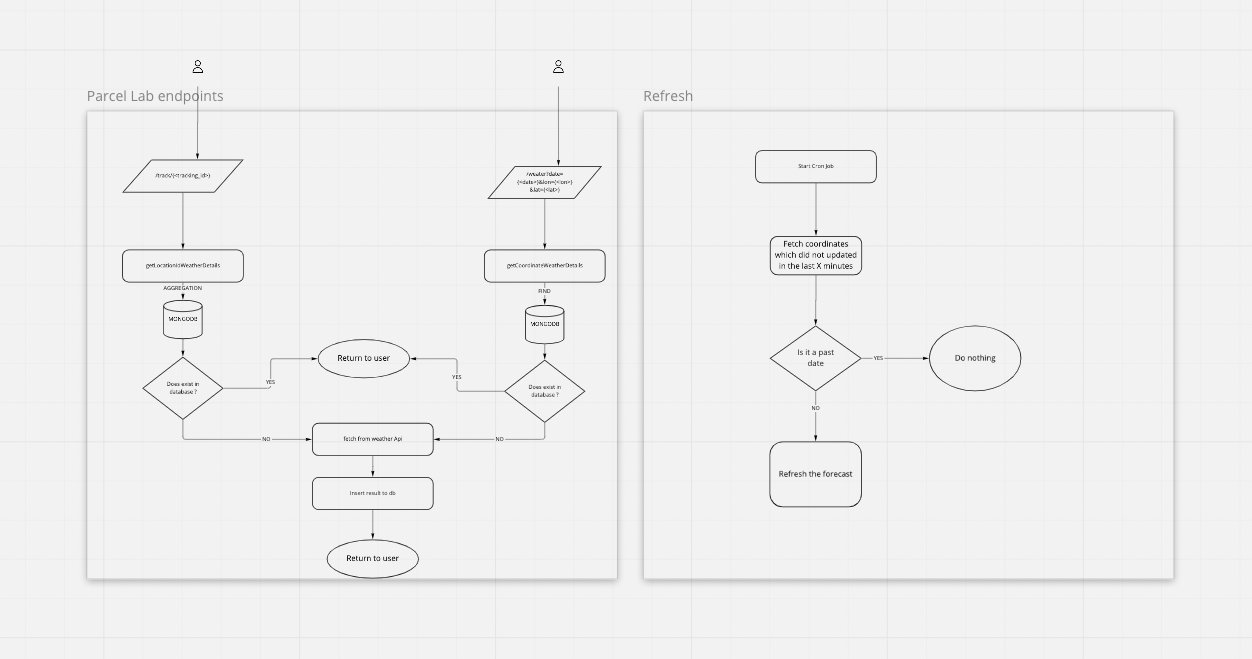 Parcel Lab endpoints
/track/{<tracking_id>}
getLocationIdWeatherDetails
AGGREGATION
MONGODB
Does exist in
database ?
YES
NO
/weater?date=
{<date>}&lon={<lon>}
&lat={<lat>}
getCoordinateWeatherDetails
FIND
MONGODB
Does exist in
database ?
YES
NO
Return to user
fetch from weather Api
Insert result to db
Return to user
Refresh
Start Cron Job
Fetch coordinates
which did not updated
in the last X minutes
Is it a past
date
YES
Do nothing
NO
Refresh the forecast